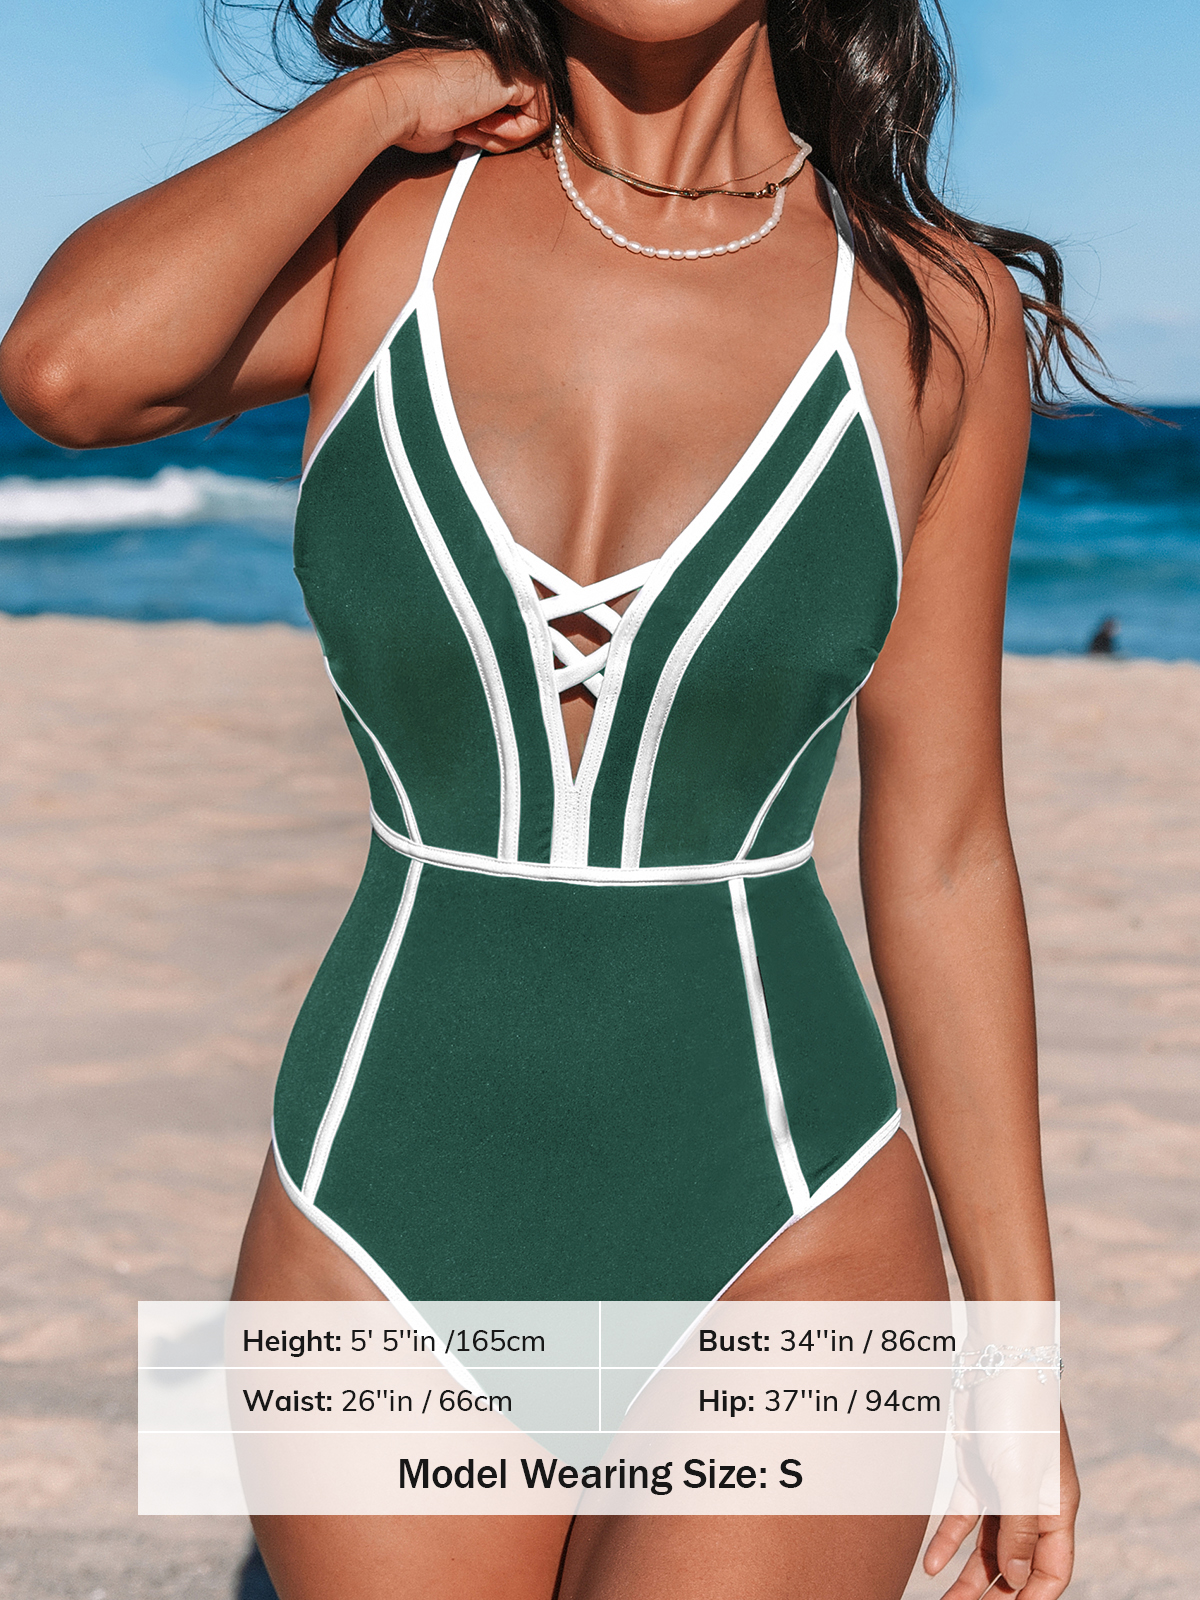 Height: 5' 5''in /165cm
Bust: 34''in / 86cm
Waist: 26''in / 66cm
Hip: 37''in / 94cm
Model Wearing Size: S